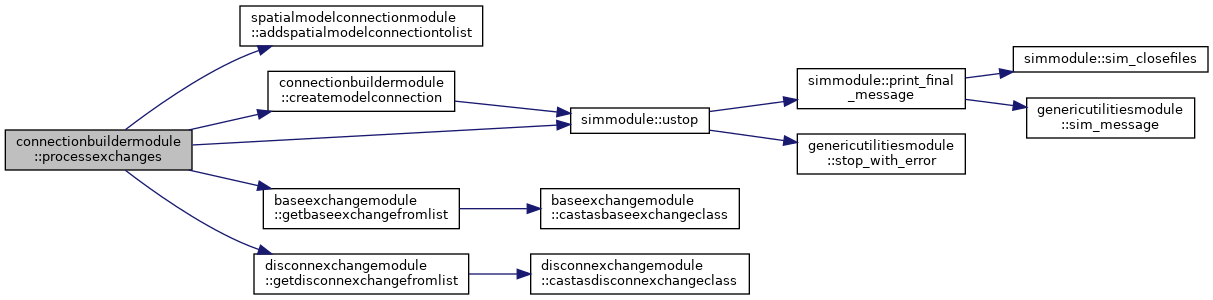 connectionbuildermodule
::processexchanges
spatialmodelconnectionmodule
::addspatialmodelconnectiontolist
connectionbuildermodule
::createmodelconnection
simmodule::ustop
simmodule::print_final
_message
simmodule::sim_closefiles
genericutilitiesmodule
::sim_message
genericutilitiesmodule
::stop_with_error
baseexchangemodule
::getbaseexchangefromlist
baseexchangemodule
::castasbaseexchangeclass
disconnexchangemodule
::getdisconnexchangefromlist
disconnexchangemodule
::castasdisconnexchangeclass